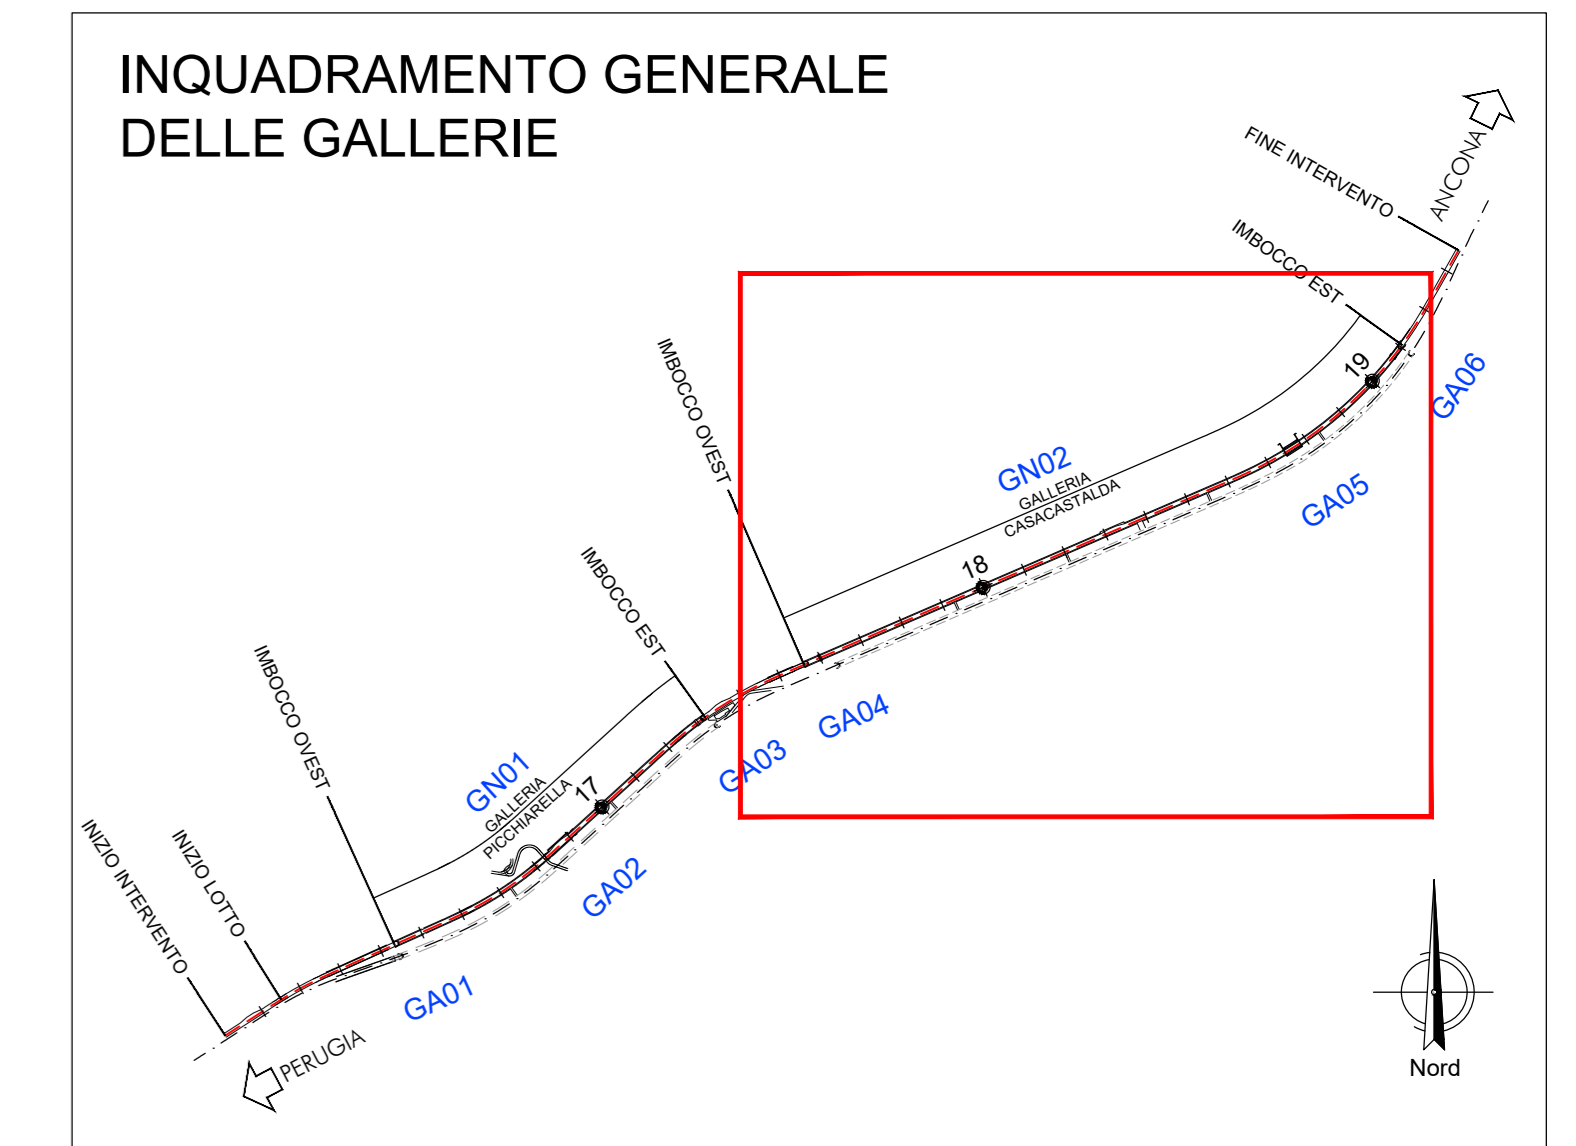 INQUADRAMENTO GENERALE
DELLE GALLERIE
ANCONA
FINE INTERVENTO
IMBOCCO EST
19
GA06
IMBOCCO OVEST
GN02
GALLERIA
CASACASTALDA
GA05
18
IMBOCCO EST
GA04
GA03
IMBOCCO OVEST
GN01
GALLERIA
PICCHIARELLA
17
GA02
INIZIO INTERVENTO
INIZIO LOTTO
GA01
PERUGIA
Nord